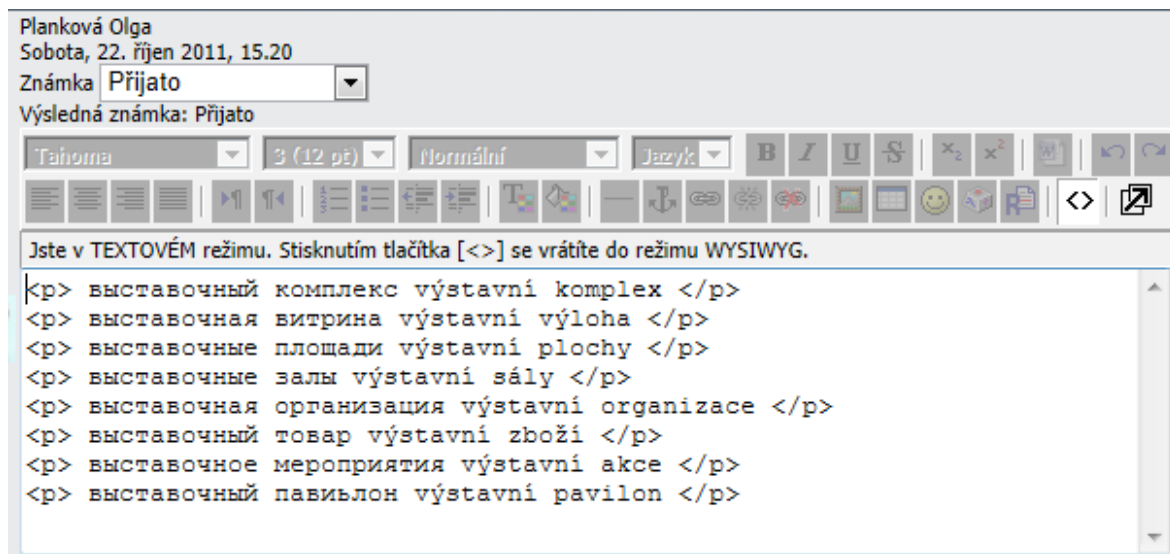 Planková Olga
Sobota, 22. říjen 2011, 15.20
Známka Přijato
Výsledná známka: Přijato
Tahoma 3 (12 pt) Normální Jazyk B I U S ×₂ x²
Jste v TEXTOVÉM režimu. Stisknutím tlačítka [<>] se vrátíte do režimu WYSIWYG.
<p> выставочный комплекс výstavní komplex </p>
<p> выставочная витрина výstavní výloha </p>
<p> выставочные площади výstavní plochy </p>
<p> выставочные залы výstavní sály </p>
<p> выставочная организация výstavní organizace </p>
<p> выставочный товар výstavní zboží </p>
<p> выставочное мероприятия výstavní akce </p>
<p> выставочный павиьлон výstavní pavilon </p>